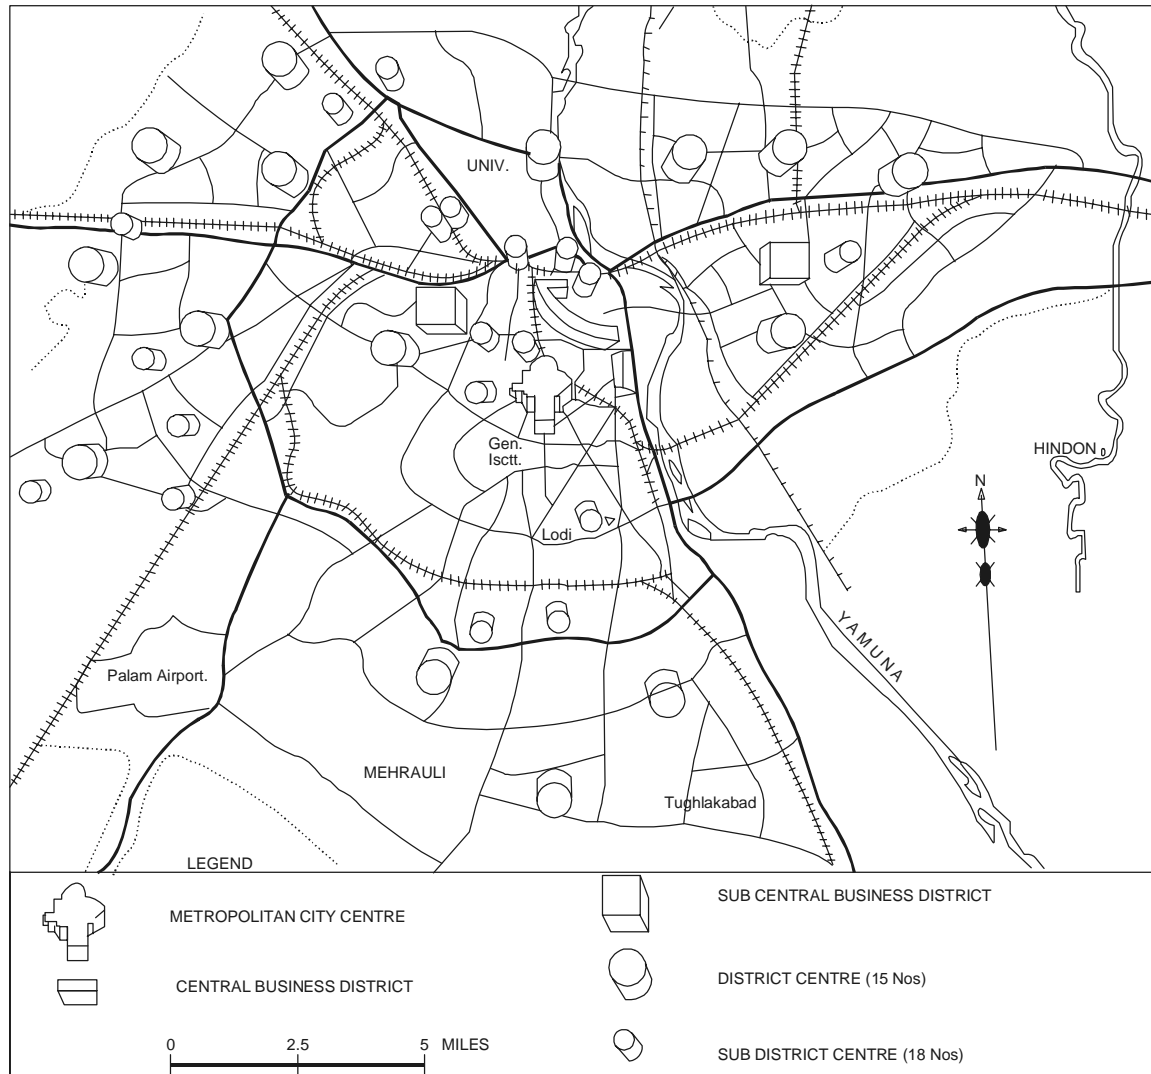 UNIV.
HINDON
Gen.
Isctt.
N
Lodi
YAMUNA
Palam Airport.
MEHRAULI
Tughlakabad
LEGEND
METROPOLITAN CITY CENTRE
SUB CENTRAL BUSINESS DISTRICT
CENTRAL BUSINESS DISTRICT
DISTRICT CENTRE (15 Nos)
0 2.5 5 MILES
SUB DISTRICT CENTRE (18 Nos)